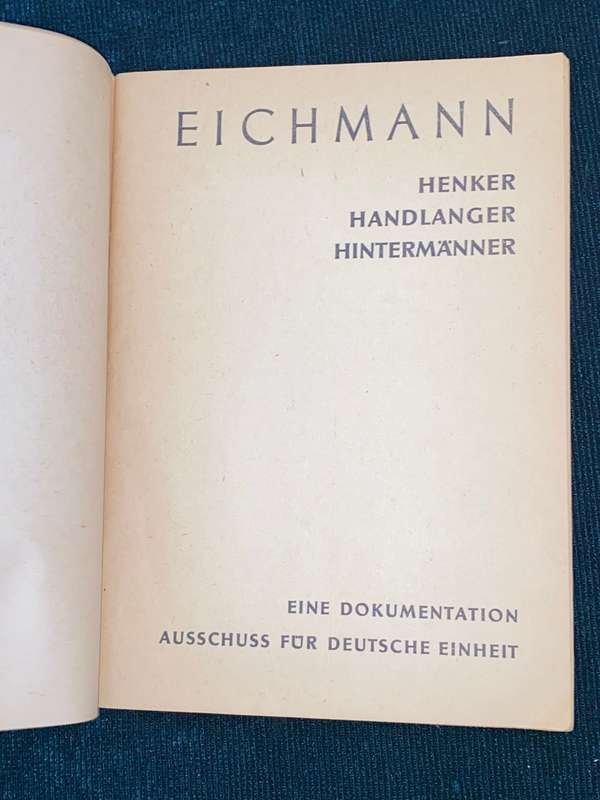 EICHMANN
HENKER
HANDLANGER
HINTERMÄNNER
EINE DOKUMENTATION
AUSSCHUSS FÜR DEUTSCHE EINHEIT